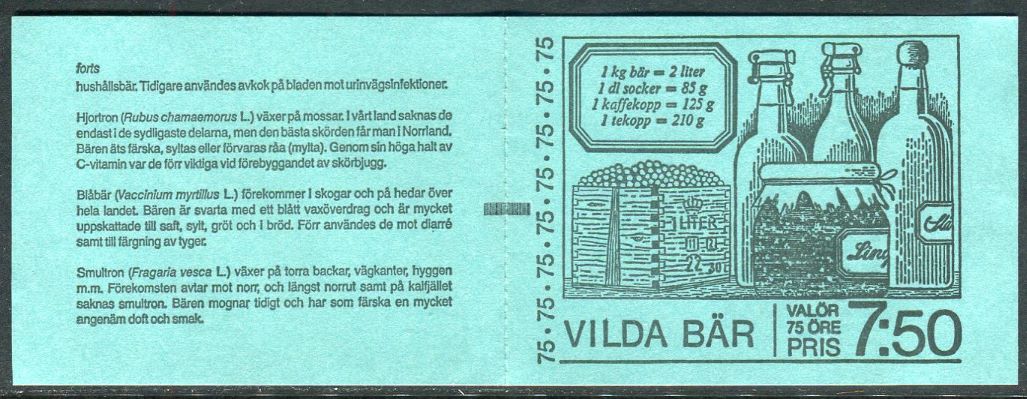 forts
hushållsbär. Tidigare användes avkok på bladen mot urinvägsinfektioner.
Hjortron (Rubus chamaemorus L.) växer på mossar. I vårt land saknas de
endast i de sydligaste delarna, men den bästa skörden får man i Norrland.
Bären äts färska, syltas eller förvaras råa (mylta). Genom sin höga halt av
C-vitamin var de förr viktiga vid förebyggandet av skörbjugg.
Blåbär (Vaccinium myrtillus L.) förekommer i skogar och på hedar över
hela landet. Bären är svarta med ett blått vaxöverdrag och är mycket
uppskattade till saft, sylt, gröt och i bröd. Förr användes de mot diarré
samt till färgning av tyger.
Smultron (Fragaria vesca L.) växer på torra backar, vägkanter, hyggen
m.m. Förekomsten avtar mot norr, och längst norrut samt på kalfjället
saknas smultron. Bären mognar tidigt och har som färska en mycket
angenäm doft och smak.
75 · 75 · 75 · 75 · 75 · 75 · 75 · 75 · 75 · 75
1 kg bär = 2 liter
1 dl socker = 85 g
1 kaffekopp = 125 g
1 tekopp = 210 g
LITER
22
Ling
VILDA BÄR
VALÖR
75 ÖRE
PRIS
7:50